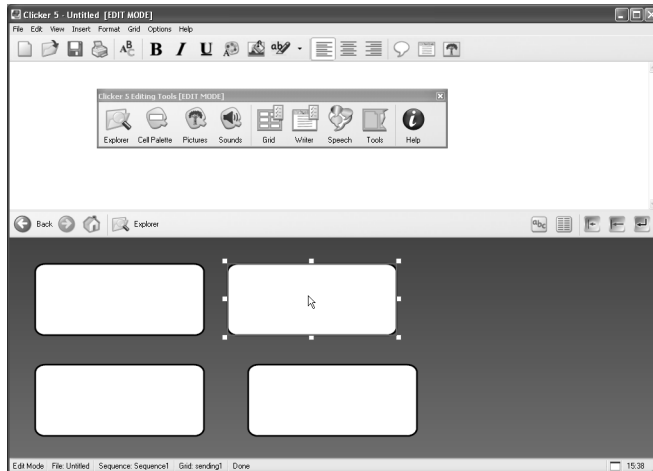 Clicker 5 - Untitled [EDIT MODE]
File Edit View Insert Format Grid Options Help
B I U
Clicker 5 Editing Tools [EDIT MODE]
Explorer Cell Palette Pictures Sounds Grid Writer Speech Tools Help
Back Explorer
Edit Mode File: Untitled Sequence: Sequence1 Grid: sending1 Done 15:38